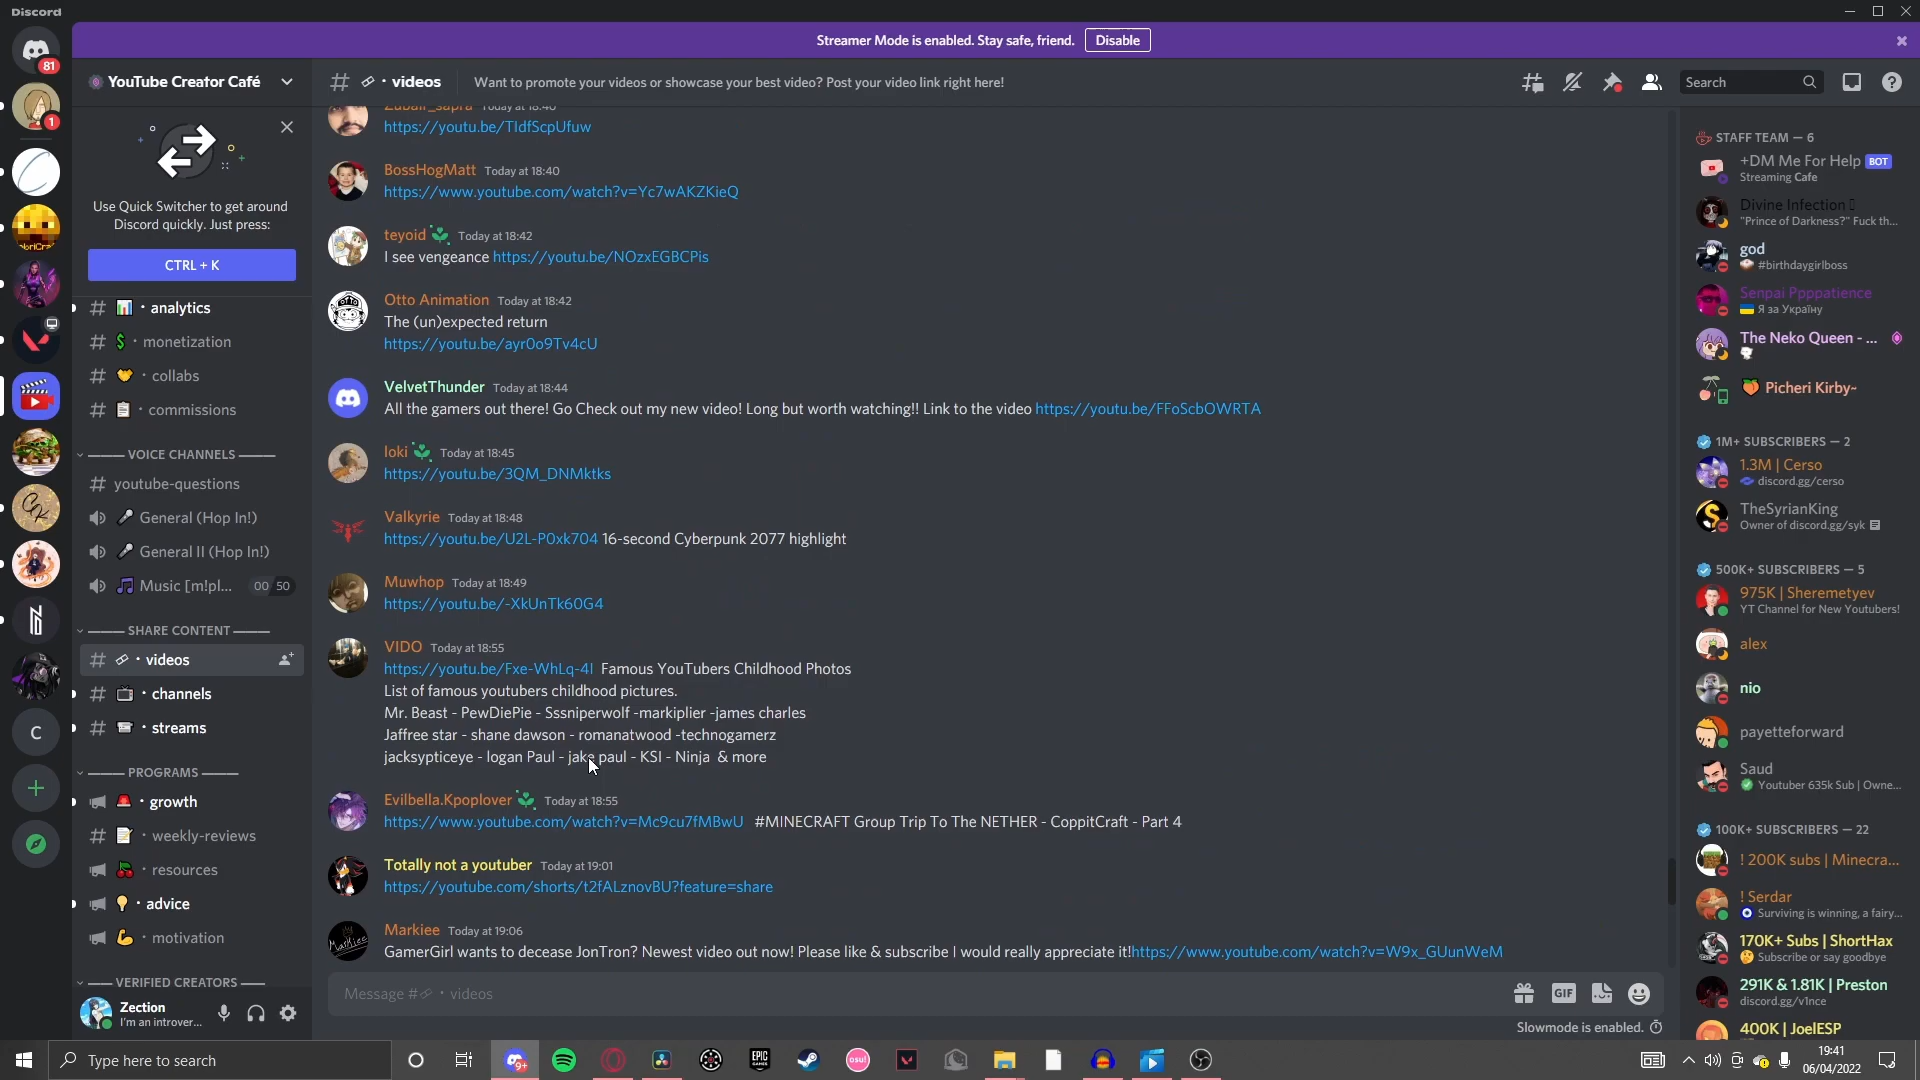 Discord
Streamer Mode is enabled. Stay safe, friend. Disable
81
1
YouTube Creator Café
# · videos Want to promote your videos or showcase your best video? Post your video link right here!
Search
Use Quick Switcher to get around
Discord quickly. Just press:
CTRL + K
# · analytics
# · monetization
# · collabs
# · commissions
VOICE CHANNELS
# youtube-questions
General (Hop In!)
General II (Hop In!)
Music [m!pl... 00 50
SHARE CONTENT
# · videos
# · channels
# · streams
PROGRAMS
· growth
# · weekly-reviews
· resources
· advice
· motivation
VERIFIED CREATORS
Zection
I'm an introver...
C
Zubair_sapra Today at 18:40
https://youtu.be/TIdfScpUfuw
BossHogMatt Today at 18:40
https://www.youtube.com/watch?v=Yc7wAKZKieQ
teyoid Today at 18:42
I see vengeance https://youtu.be/NOzxEGBCPis
Otto Animation Today at 18:42
The (un)expected return
https://youtu.be/ayr0o9Tv4cU
VelvetThunder Today at 18:44
All the gamers out there! Go Check out my new video! Long but worth watching!! Link to the video https://youtu.be/FFoScbOWRTA
loki Today at 18:45
https://youtu.be/3QM_DNMktks
Valkyrie Today at 18:48
https://youtu.be/U2L-P0xk704 16-second Cyberpunk 2077 highlight
Muwhop Today at 18:49
https://youtu.be/-XkUnTk60G4
VIDO Today at 18:55
https://youtu.be/Fxe-WhLq-4I Famous YouTubers Childhood Photos
List of famous youtubers childhood pictures.
Mr. Beast - PewDiePie - Sssniperwolf -markiplier -james charles
Jaffree star - shane dawson - romanatwood -technogamerz
jacksypticeye - logan Paul - jake paul - KSI - Ninja & more
Evilbella.Kpoplover Today at 18:55
https://www.youtube.com/watch?v=Mc9cu7fMBwU #MINECRAFT Group Trip To The NETHER - CoppitCraft - Part 4
Totally not a youtuber Today at 19:01
https://youtube.com/shorts/t2fALznovBU?feature=share
Markiee Today at 19:06
GamerGirl wants to decease JonTron? Newest video out now! Please like & subscribe I would really appreciate it!https://www.youtube.com/watch?v=W9x_GUunWeM
Message # · videos
GIF
Slowmode is enabled.
STAFF TEAM — 6
+DM Me For Help BOT
Streaming Cafe
Divine Infection
"Prince of Darkness?" Fuck th...
god
#birthdaygirlboss
Senpai Ppppatience
Я за Україну
The Neko Queen - ...
Picheri Kirby~
1M+ SUBSCRIBERS — 2
1.3M | Cerso
discord.gg/cerso
TheSyrianKing
Owner of discord.gg/syk
500K+ SUBSCRIBERS — 5
975K | Sheremetyev
YT Channel for New Youtubers!
alex
nio
payetteforward
Saud
Youtuber 635k Sub | Owne...
100K+ SUBSCRIBERS — 22
! 200K subs | Minecra...
! Serdar
Surviving is winning, a fairy...
170K+ Subs | ShortHax
Subscribe or say goodbye
291K & 1.81K | Preston
discord.gg/v1nce
400K | JoelESP
Type here to search
9+
EPIC GAMES
osu!
19:41
06/04/2022